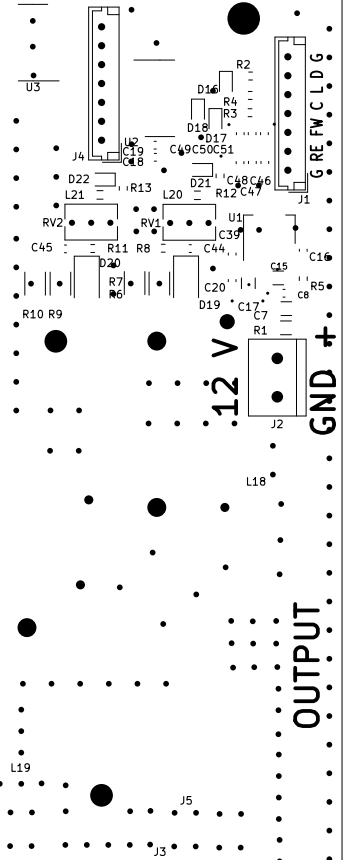 R2
U3
D16
R4
R3
D18
D17
U2
C19
C49C50C51
J4
C18
D22
D21
C48C46
R13
L21
L20
R12
C47
J1
G REFW C L D G
RV2
RV1
U1
C39
C45
R11
R8
C44
C16
D20
C15
R7
C20
R5
R6
C8
D19
C17
R10 R9
C7
R1
12 V
GND +
J2
L18
OUTPUT
L19
J5
J3